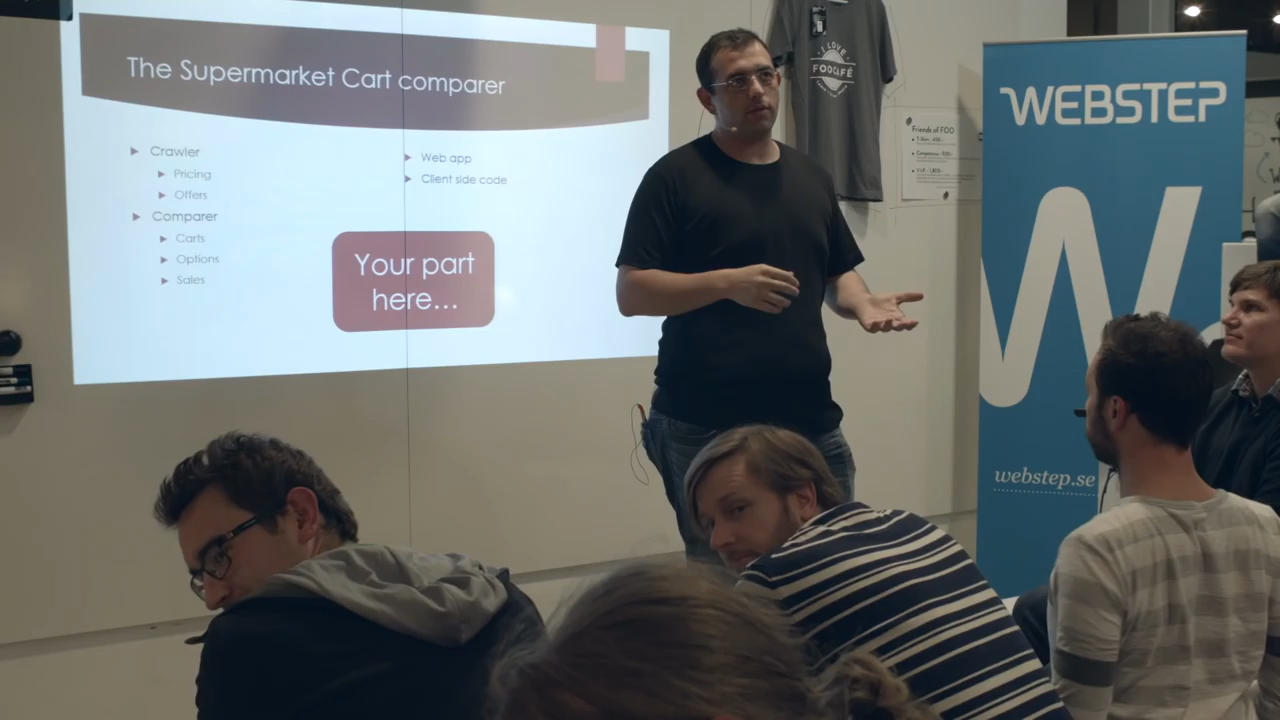 The Supermarket Cart comparer
Crawler
Pricing
Offers
Comparer
Carts
Options
Sales
Web app
Client side code
Your part
here...
I LOVE
FOOCAFÉ
Friends of FOO
WEBSTEP
W
webstep.se